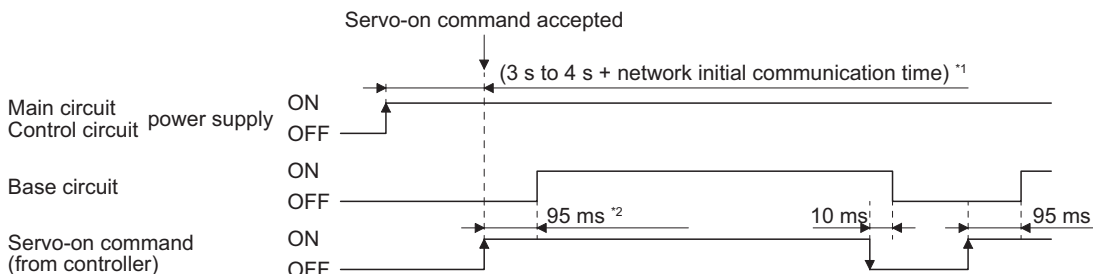 Servo-on command accepted
(3 s to 4 s + network initial communication time) *1
Main circuit
Control circuit power supply
ON
OFF
Base circuit
ON
OFF
95 ms *2
10 ms
95 ms
Servo-on command
(from controller)
ON
OFF